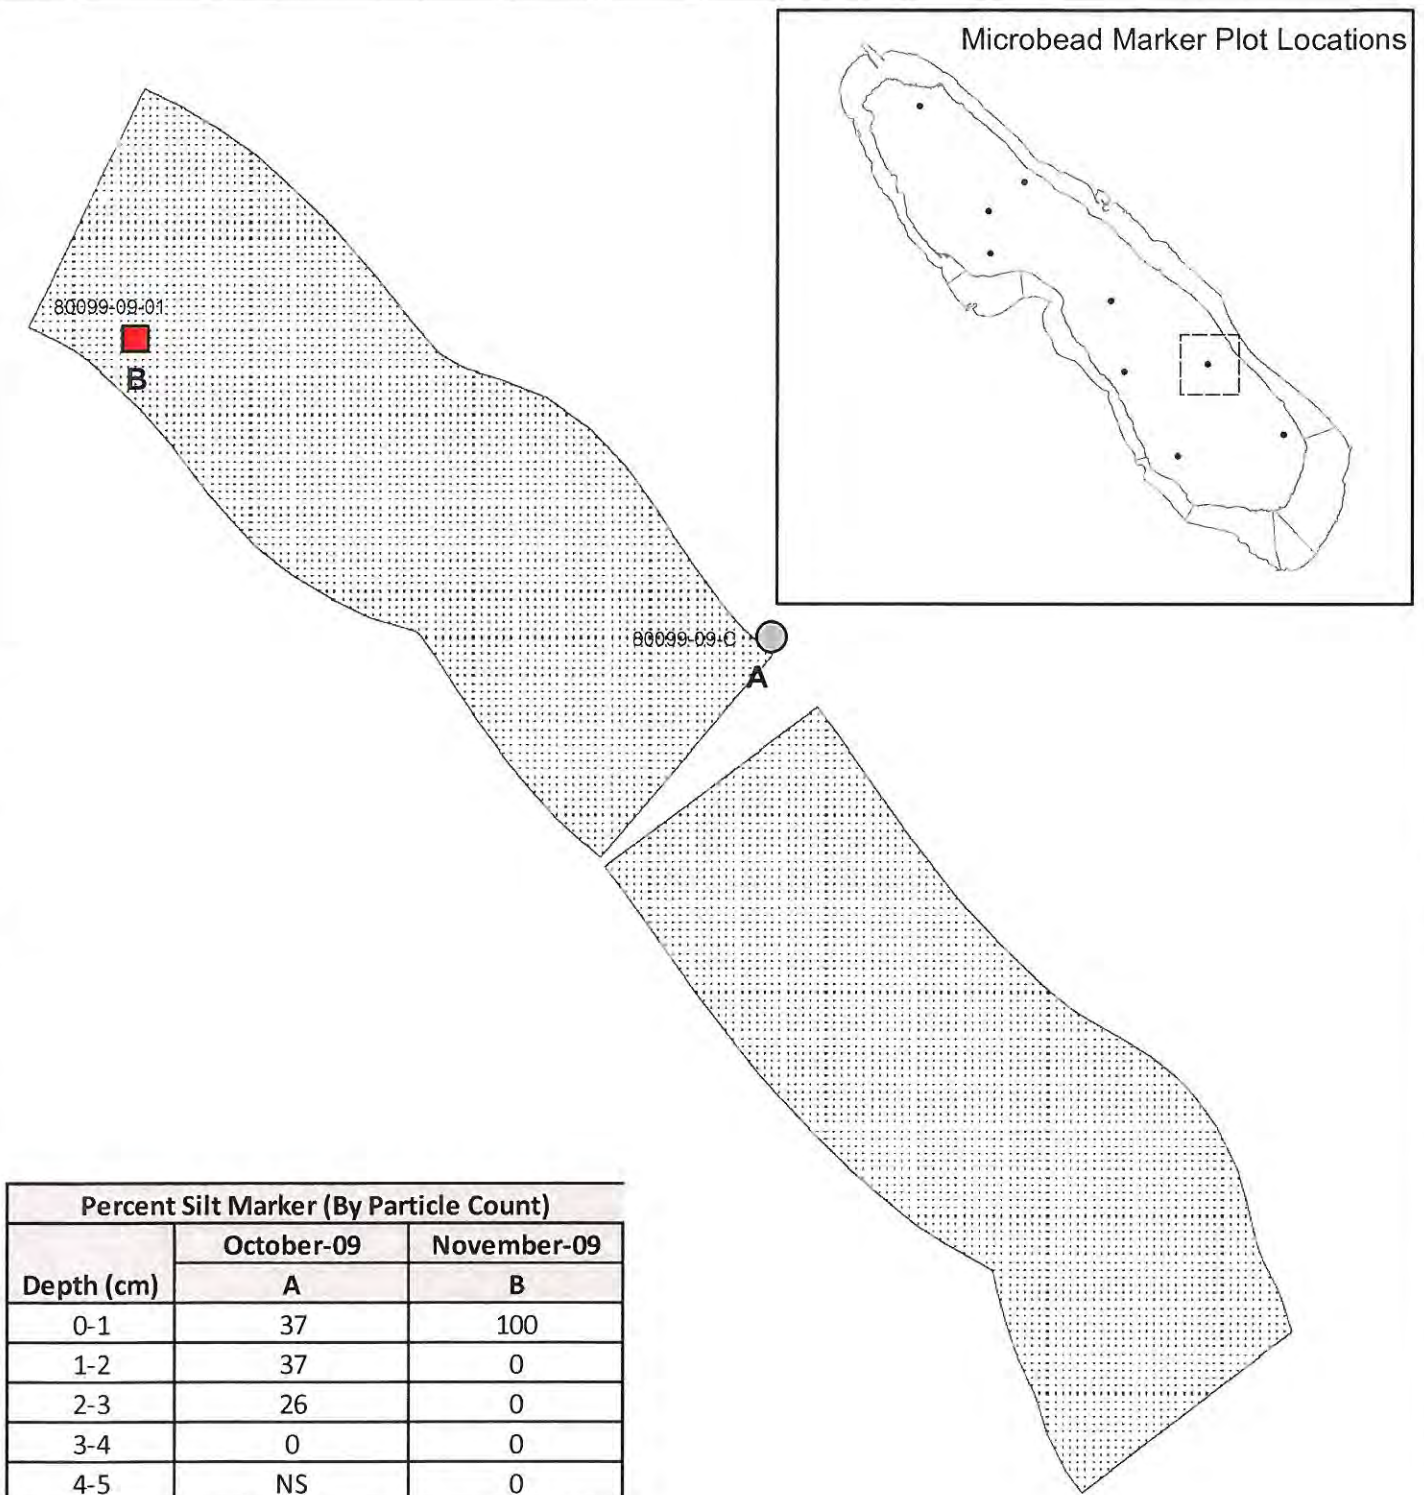 Microbead Marker Plot Locations
80099-09-01
B
80099-09-C
A
Percent Silt Marker (By Particle Count)
October-09 November-09
Depth (cm) A B
0-1 37 100
1-2 37 0
2-3 26 0
3-4 0 0
4-5 NS 0